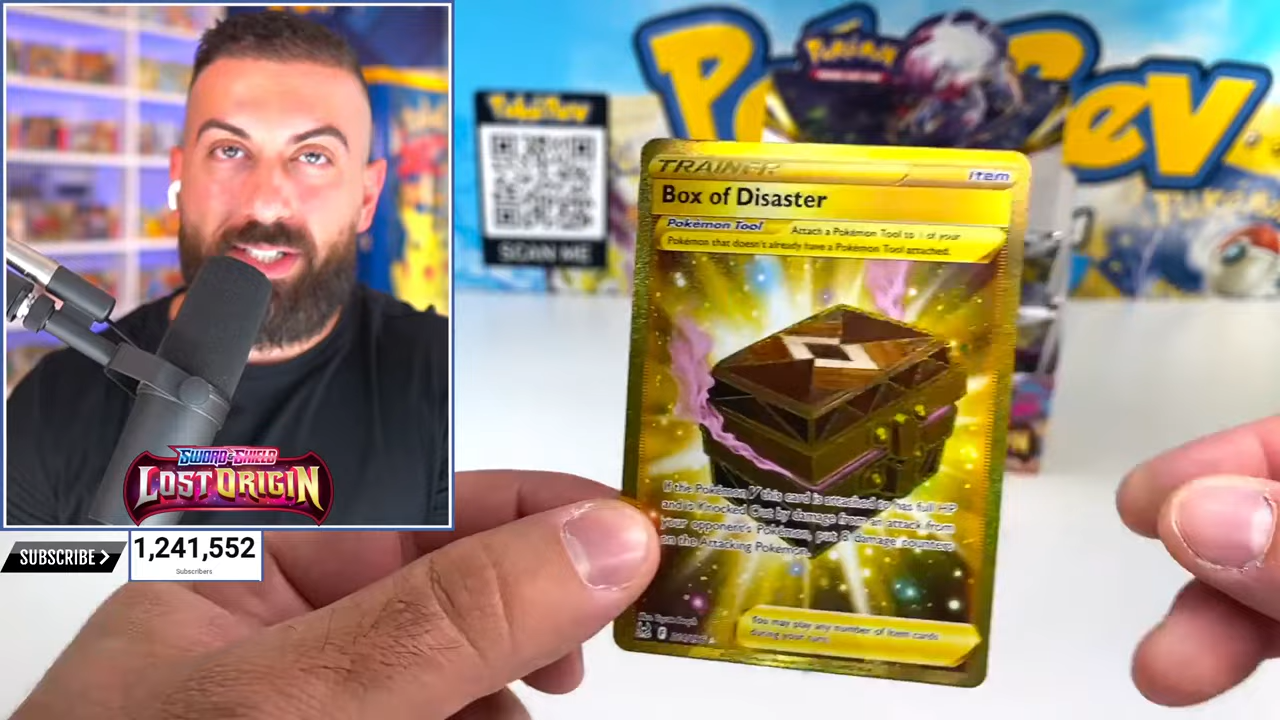 SWORD & SHIELD
LOST ORIGIN
SUBSCRIBE
1,241,552
Subscribers
PokéRev
SCAN ME
Pokémon
eV
TRAINER
Item
Box of Disaster
Pokémon Tool
Attach a Pokémon Tool to 1 of your
Pokémon that doesn't already have a Pokémon Tool attached.
If the Pokémon V this card is attached to has full HP
and is Knocked Out by damage from an attack from
your opponent's Pokémon, put 8 damage counters
on the Attacking Pokémon.
You may play any number of Item cards
during your turn.